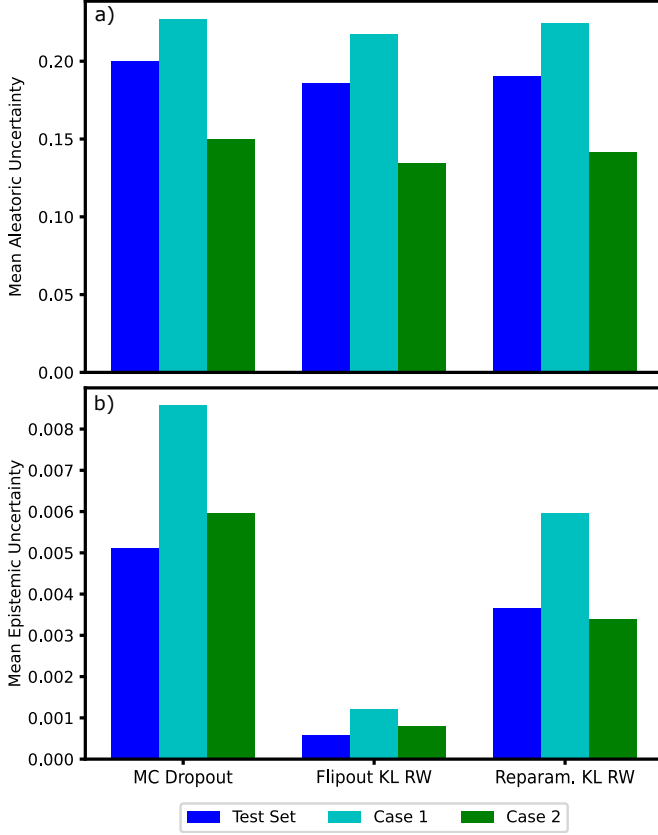 a)
Mean Aleatoric Uncertainty
0.20
0.15
0.10
0.05
0.00
b)
Mean Epistemic Uncertainty
0.008
0.007
0.006
0.005
0.004
0.003
0.002
0.001
0.000
MC Dropout Flipout KL RW Reparam. KL RW
Test Set Case 1 Case 2